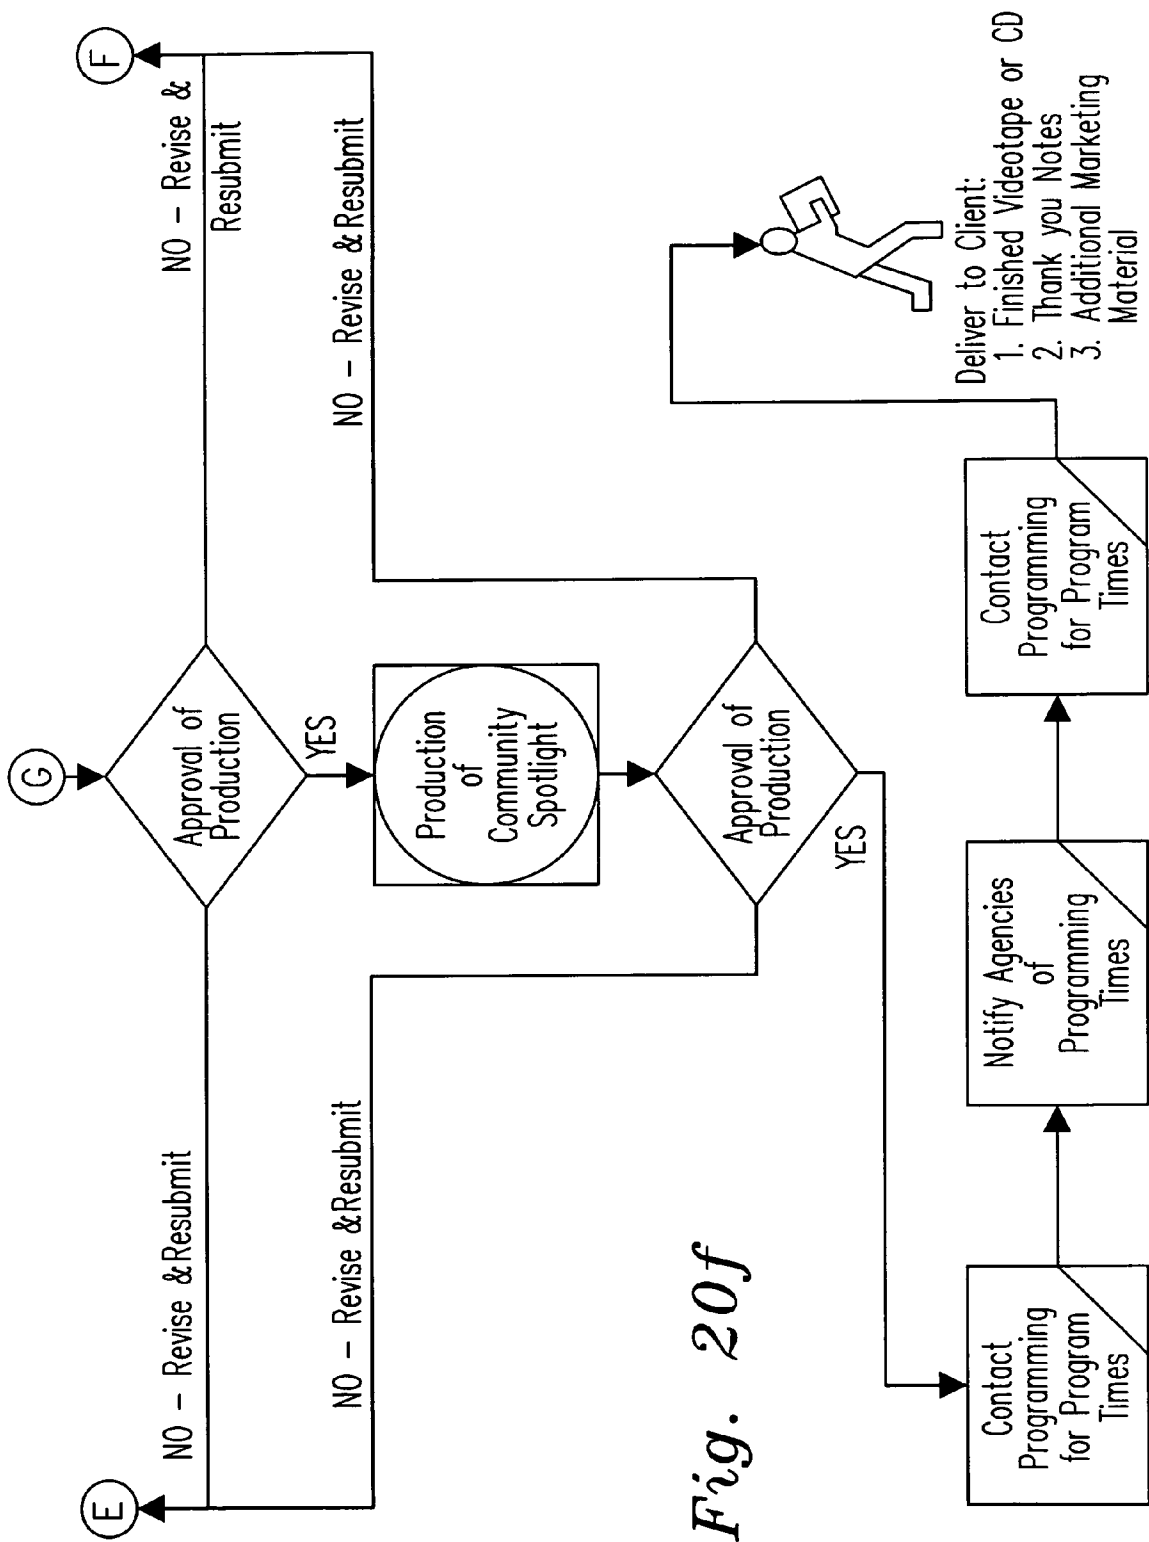 G
E
F
Approval of
Production
NO - Revise &Resubmit
NO - Revise &
Resubmit
YES
Production
of
Community
Spotlight
NO - Revise &Resubmit
NO - Revise &Resubmit
Approval of
Production
YES
Contact
Programming
for Program
Times
Notify Agencies
of
Programming
Times
Contact
Programming
for Program
Times
Deliver to Client:
1. Finished Videotape or CD
2. Thank you Notes
3. Additional Marketing
Material
Fig. 20f